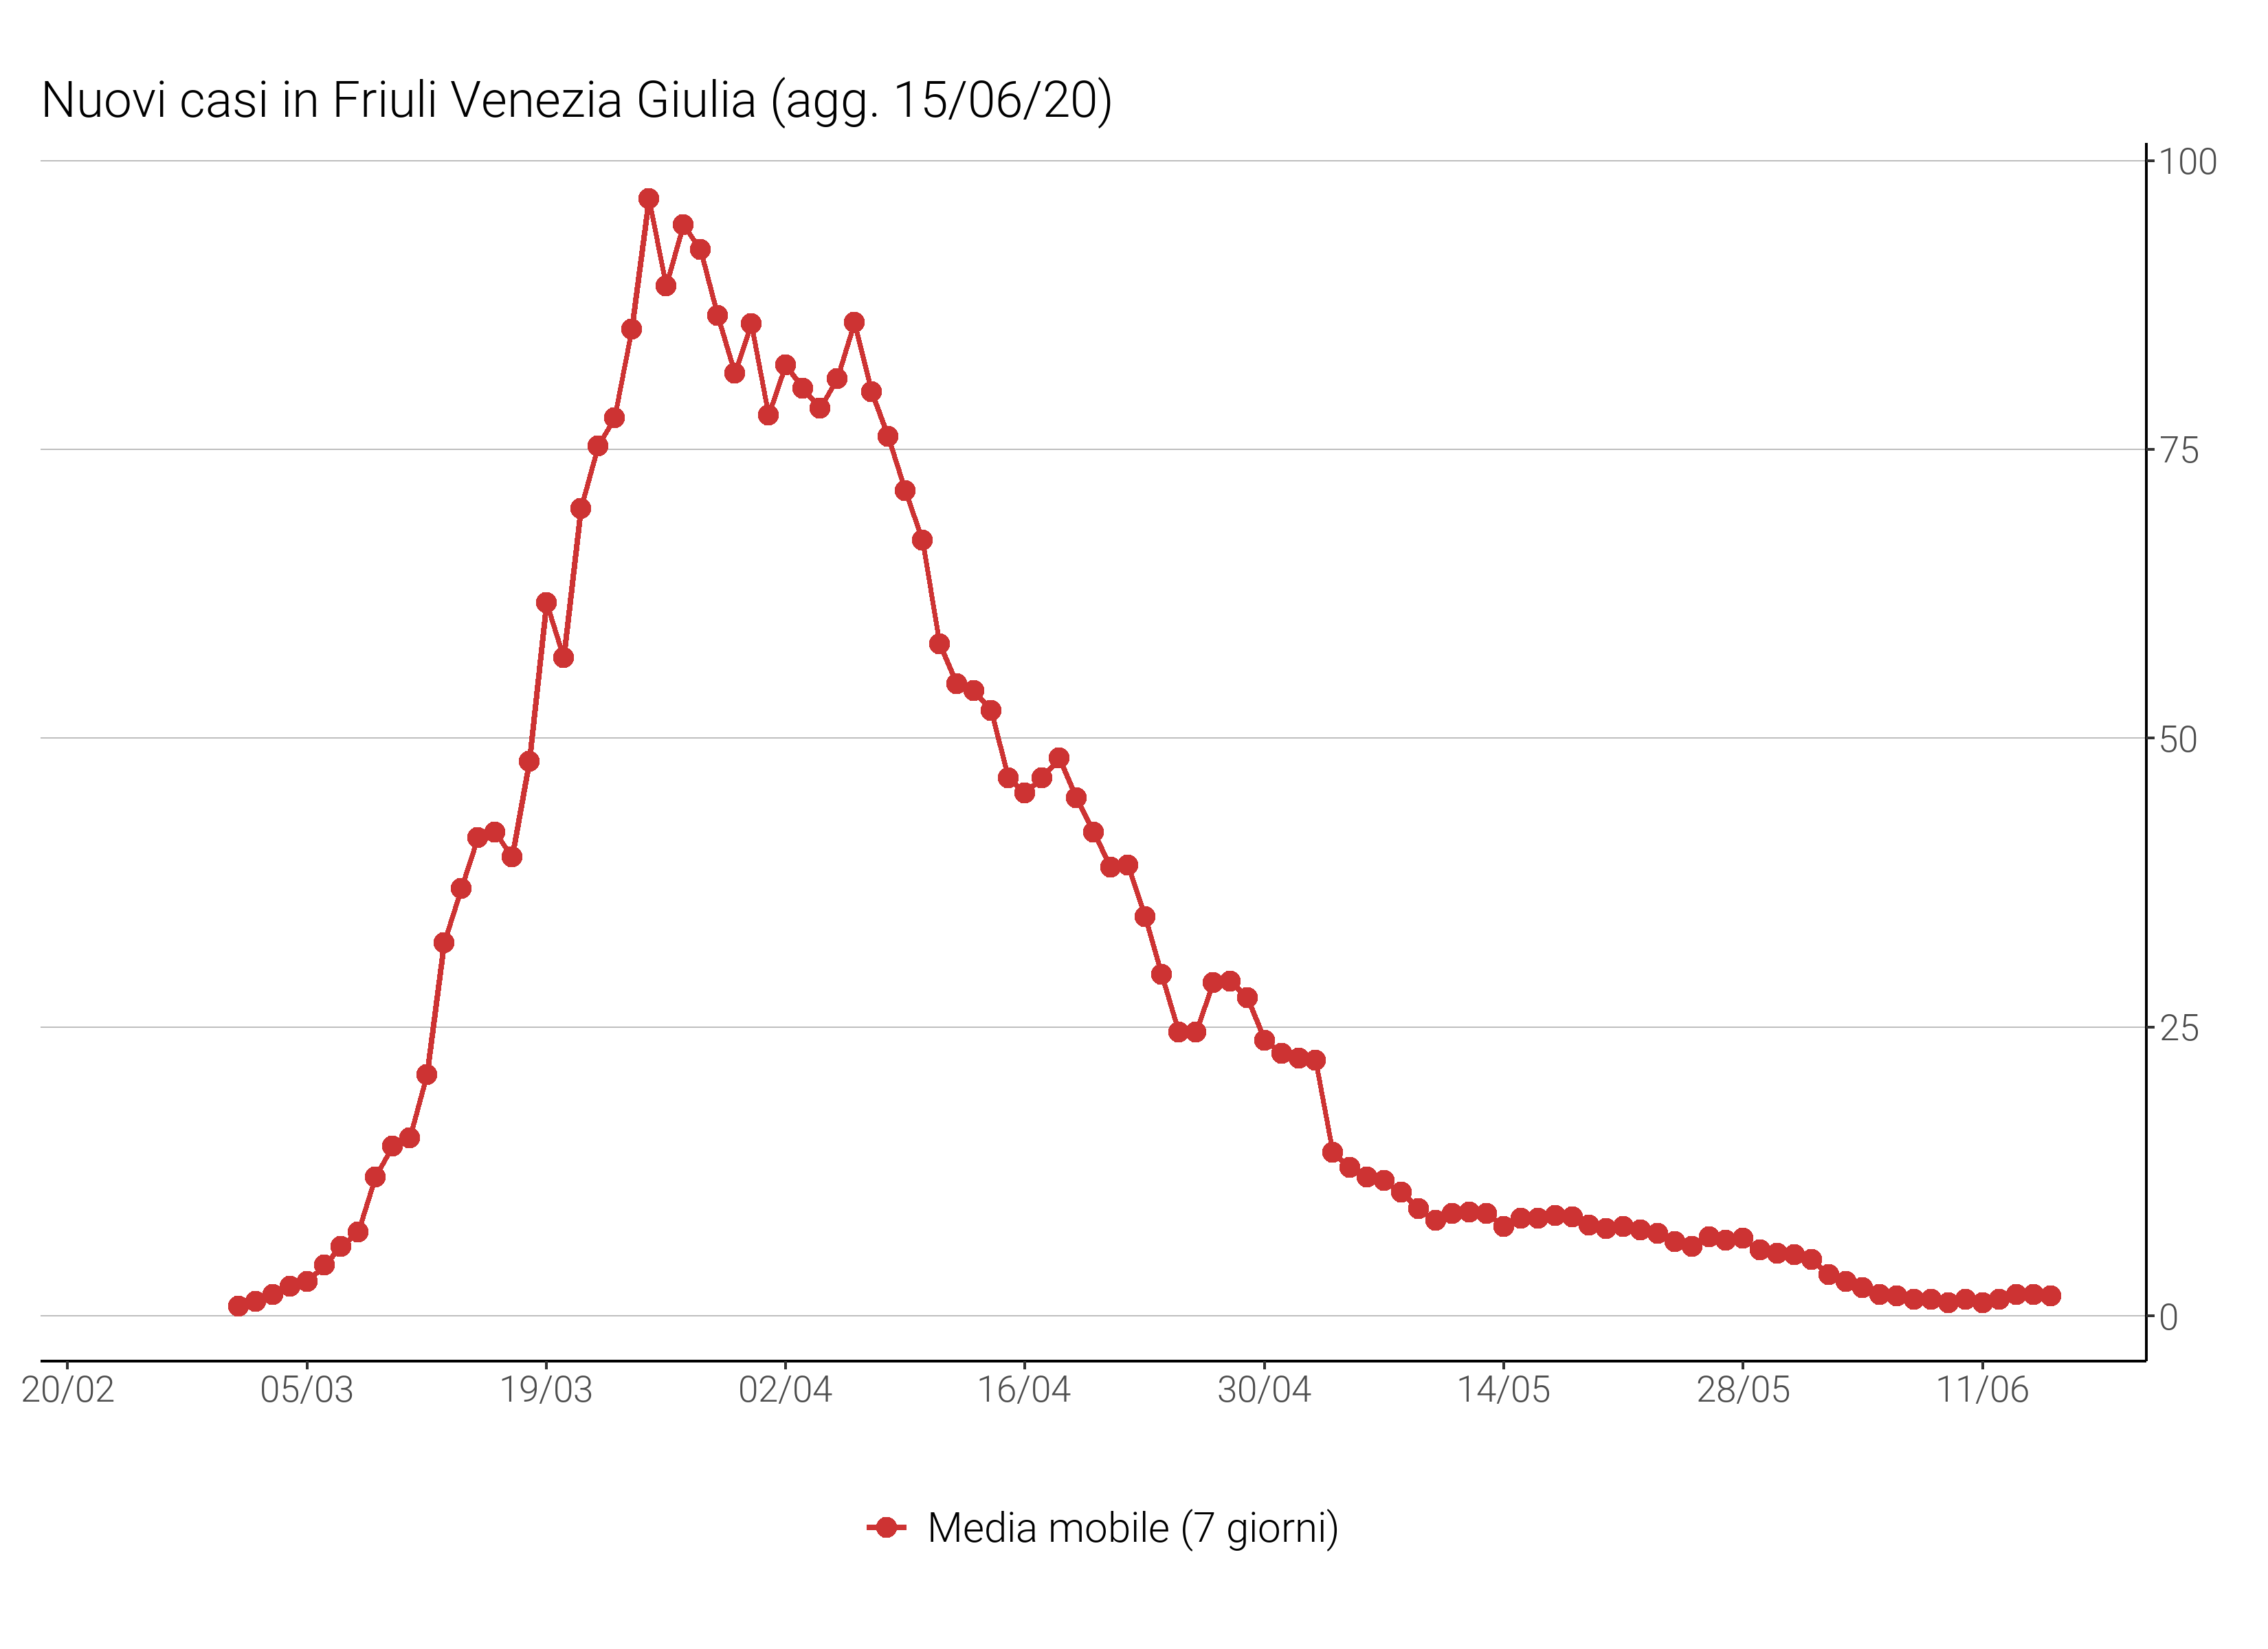 Nuovi casi in Friuli Venezia Giulia (agg. 15/06/20)
100
75
50
25
0
20/02 05/03 19/03 02/04 16/04 30/04 14/05 28/05 11/06
Media mobile (7 giorni)